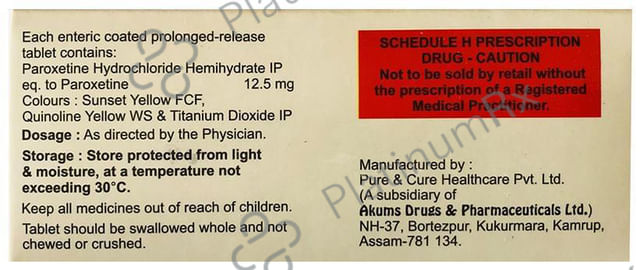 Each enteric coated prolonged-release
tablet contains:
Paroxetine Hydrochloride Hemihydrate IP
eq. to Paroxetine 12.5 mg
Colours : Sunset Yellow FCF,
Quinoline Yellow WS & Titanium Dioxide IP
Dosage : As directed by the Physician.
Storage : Store protected from light
& moisture, at a temperature not
exceeding 30°C.
Keep all medicines out of reach of children.
Tablet should be swallowed whole and not
chewed or crushed.
SCHEDULE H PRESCRIPTION
DRUG - CAUTION
Not to be sold by retail without
the prescription of a Registered
Medical Practitioner.
Manufactured by :
Pure & Cure Healthcare Pvt. Ltd.
(A subsidiary of
Akums Drugs & Pharmaceuticals Ltd.)
NH-37, Bortezpur, Kukurmara, Kamrup,
Assam-781 134.
PlatinumRx